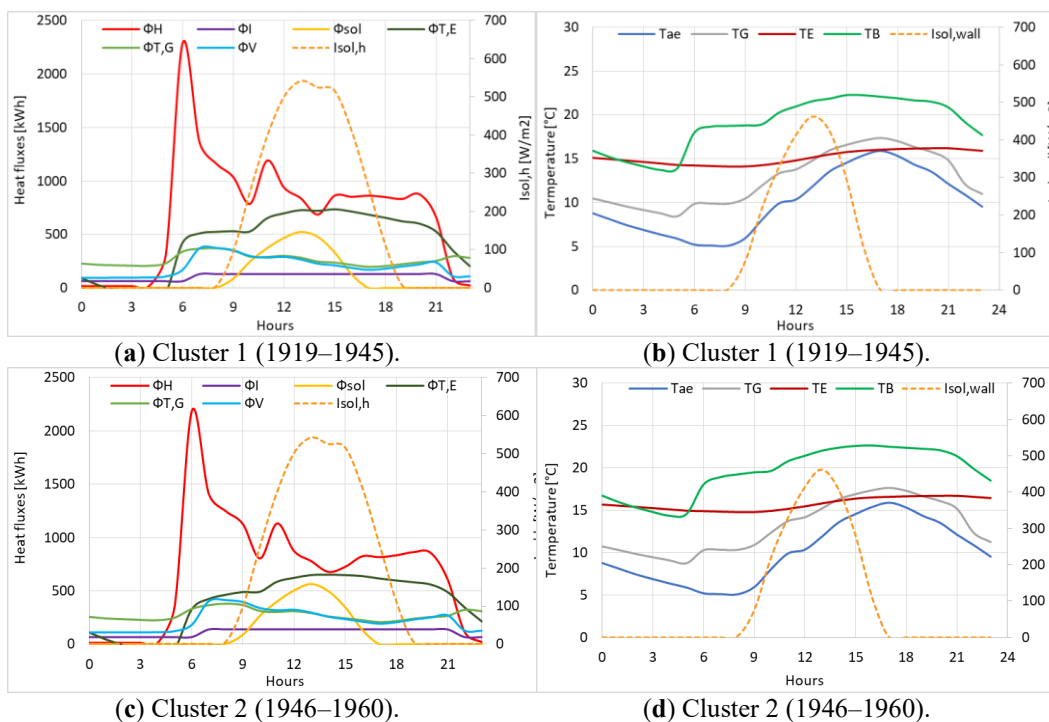 ΦH ΦI Φsol ΦT,E
ΦT,G ΦV Isol,h
Heat fluxes [kWh]
2500
2000
1500
1000
500
0
0 3 6 9 12 15 18 21
Hours
700
600
500
400
300
200
100
0
Isol,h [W/m2]
Tae TG TE TB Isol,wall
Termperature [°C]
30
25
20
15
10
5
0
0 3 6 9 12 15 18 21 24
Hours
700
600
500
400
300
200
100
0
(a) Cluster 1 (1919–1945).
(b) Cluster 1 (1919–1945).
ΦH ΦI Φsol ΦT,E
ΦT,G ΦV Isol,h
Heat fluxes [kWh]
2500
2000
1500
1000
500
0
0 3 6 9 12 15 18 21
Hours
700
600
500
400
300
200
100
0
Tae TG TE TB Isol,wall
Termperature [°C]
30
25
20
15
10
5
0
0 3 6 9 12 15 18 21 24
Hours
700
600
500
400
300
200
100
0
(c) Cluster 2 (1946–1960).
(d) Cluster 2 (1946–1960).